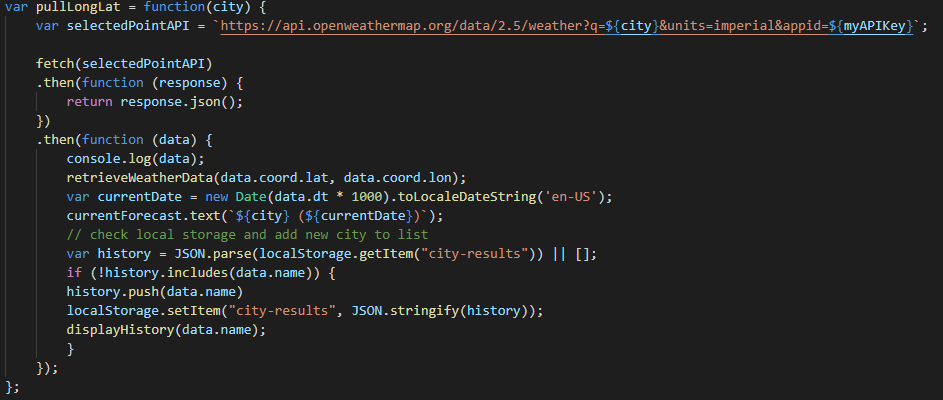 var pullLongLat = function(city) {
    var selectedPointAPI = `https://api.openweathermap.org/data/2.5/weather?q=${city}&units=imperial&appid=${myAPIKey}`;

    fetch(selectedPointAPI)
    .then(function (response) {
        return response.json();
    })
    .then(function (data) {
        console.log(data);
        retrieveWeatherData(data.coord.lat, data.coord.lon);
        var currentDate = new Date(data.dt * 1000).toLocaleDateString('en-US');
        currentForecast.text(`${city} (${currentDate})`);
        // check local storage and add new city to list
        var history = JSON.parse(localStorage.getItem("city-results")) || [];
        if (!history.includes(data.name)) {
        history.push(data.name)
        localStorage.setItem("city-results", JSON.stringify(history));
        displayHistory(data.name);
        }
    });
};